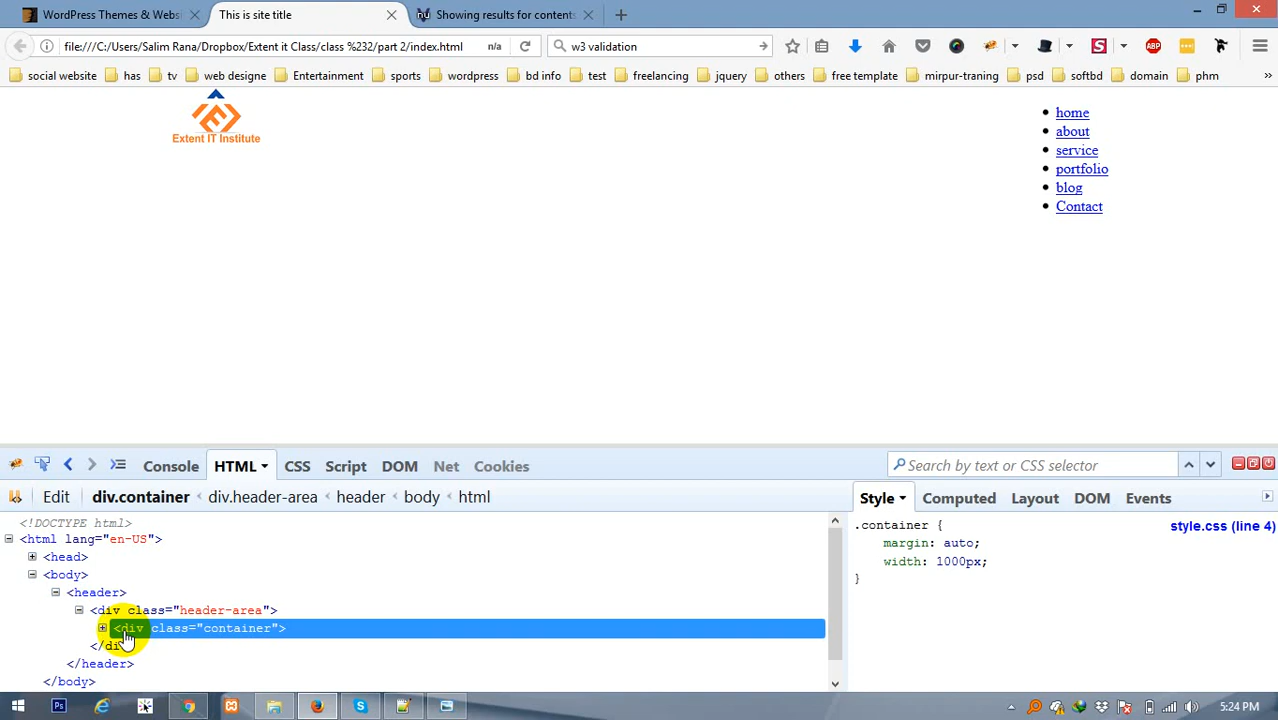 WordPress Themes & Webs
This is site title
Showing results for content
file:///C:/Users/Salim Rana/Dropbox/Extent it Class/class %232/part 2/index.html
n/a
w3 validation
social website
has
tv
web designe
Entertainment
sports
wordpress
bd info
test
freelancing
jquery
others
free template
mirpur-traning
psd
softbd
domain
phm
»
Extent IT Institute
home
about
service
portfolio
blog
Contact
Console
HTML
CSS
Script
DOM
Net
Cookies
Search by text or CSS selector
Edit
div.container < div.header-area < header < body < html
Style
Computed
Layout
DOM
Events
<!DOCTYPE html>
<html lang="en-US">
<head>
<body>
<header>
<div class="header-area">
<div class="container">
</di
</header>
</body>
.container {
style.css (line 4)
margin: auto;
width: 1000px;
}
5:24 PM